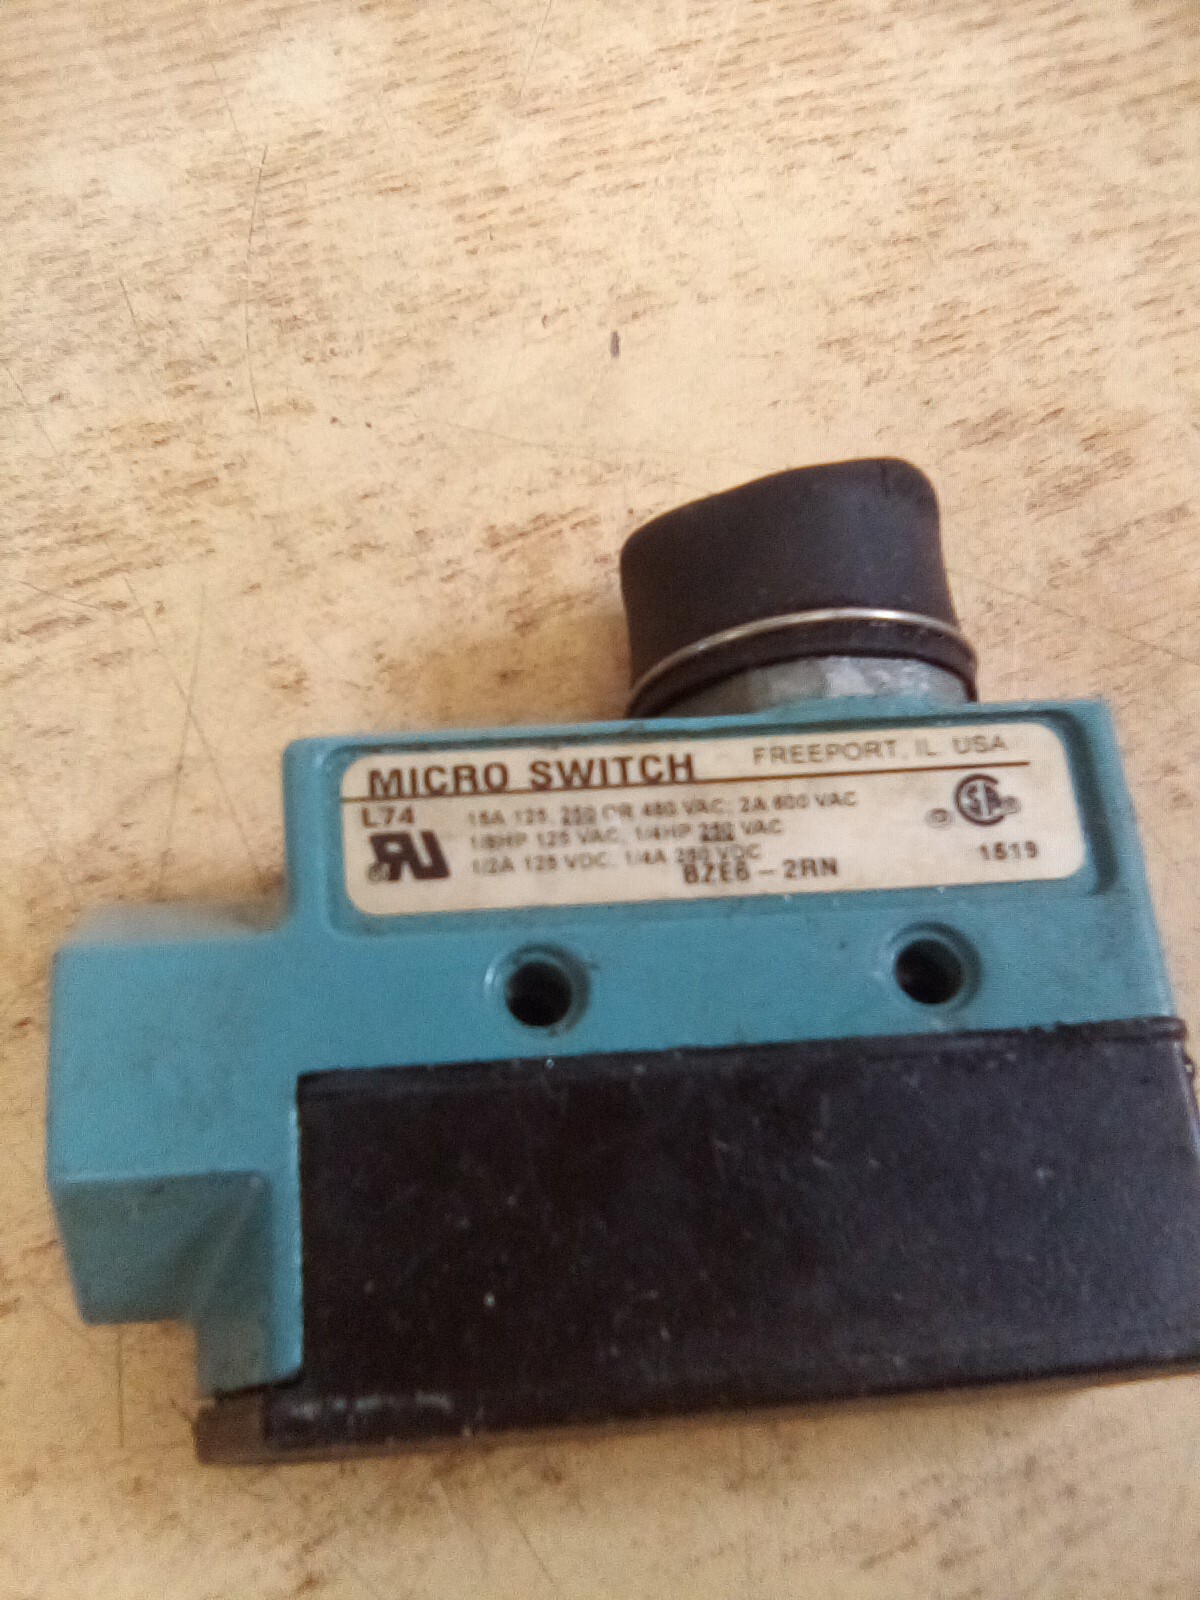 MICRO SWITCH FREEPORT, IL. USA
L74 15A 125, 250 OR 480 VAC; 2A 600 VAC
1/8HP 125 VAC, 1/4HP 250 VAC
1/2A 125 VDC, 1/4A 250 VDC
BZE6-2RN 1519